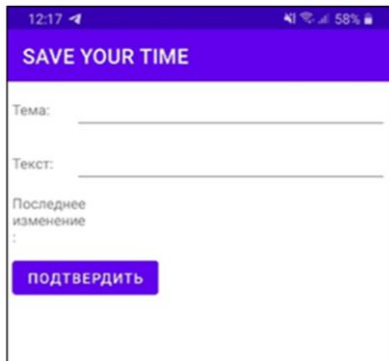 12:17 58%
SAVE YOUR TIME
Тема:
Текст:
Последнее
изменение
:
ПОДТВЕРДИТЬ